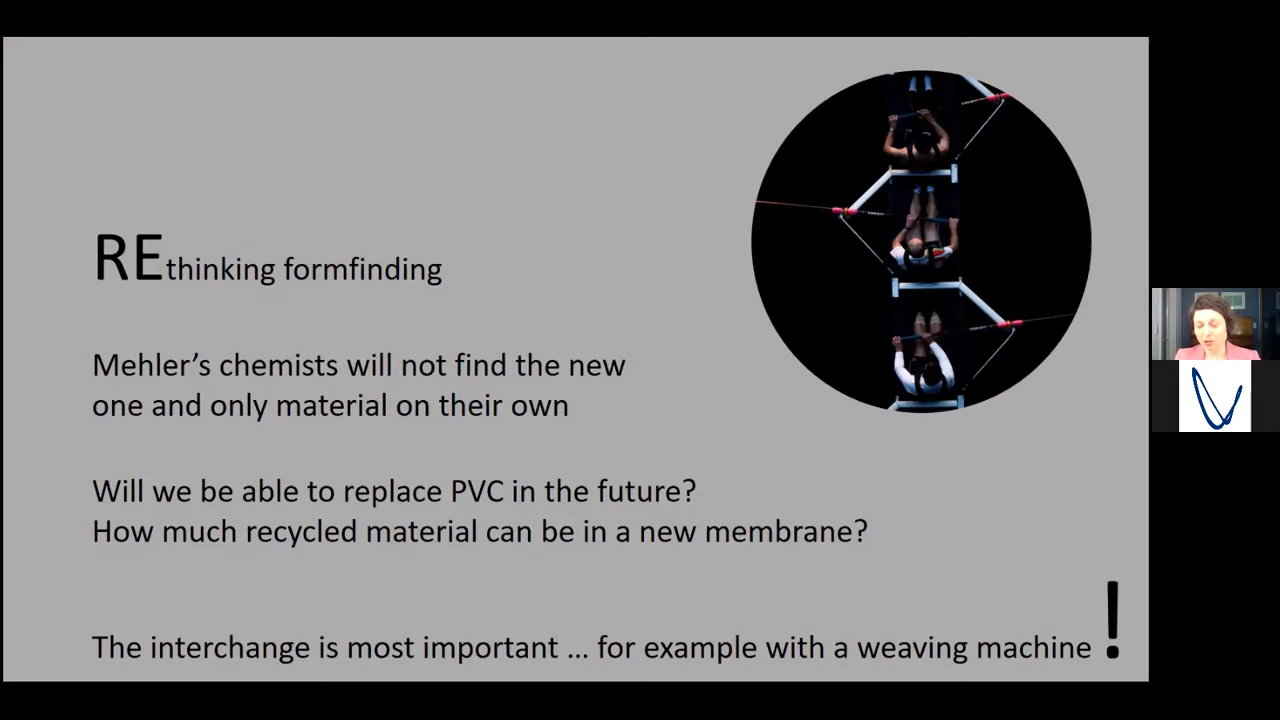 REthinking formfinding
Mehler’s chemists will not find the new
one and only material on their own
Will we be able to replace PVC in the future?
How much recycled material can be in a new membrane?
The interchange is most important … for example with a weaving machine !